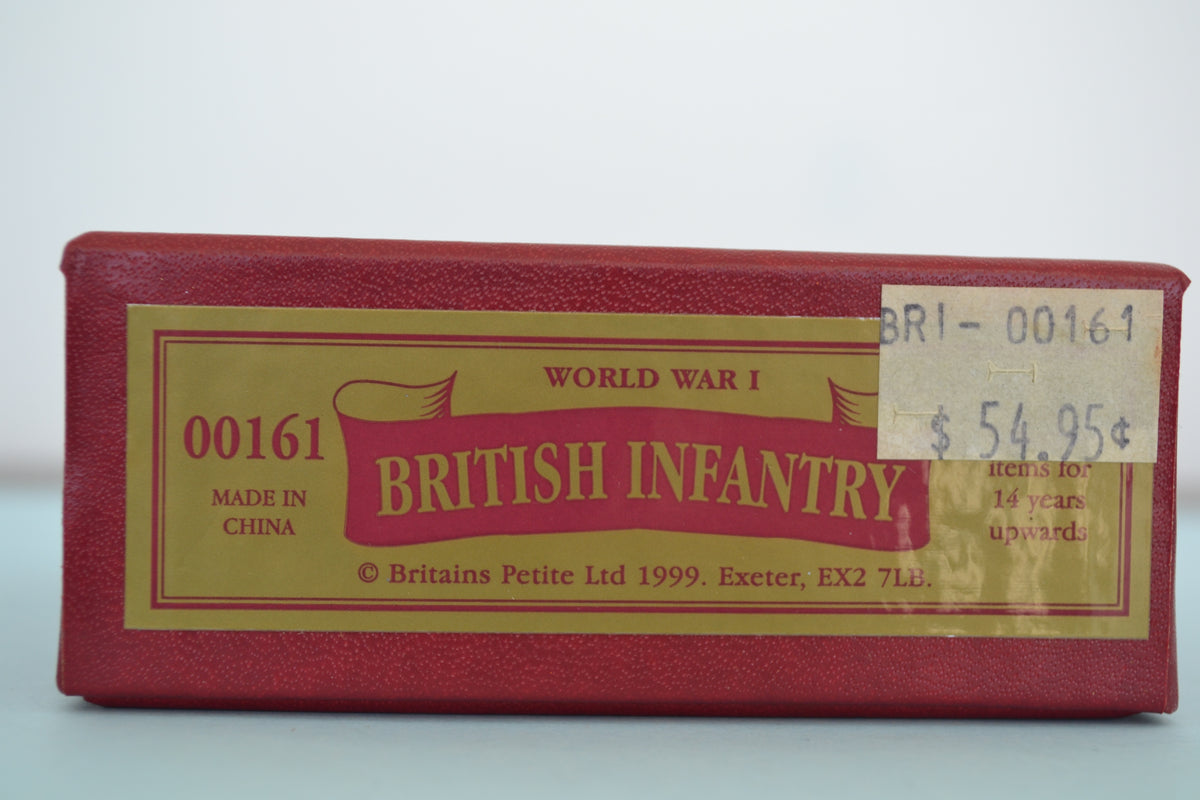 BRI- 00161
$ 54.95¢
WORLD WAR I
00161
BRITISH INFANTRY
MADE IN
CHINA
items for
14 years
upwards
© Britains Petite Ltd 1999. Exeter, EX2 7LB.